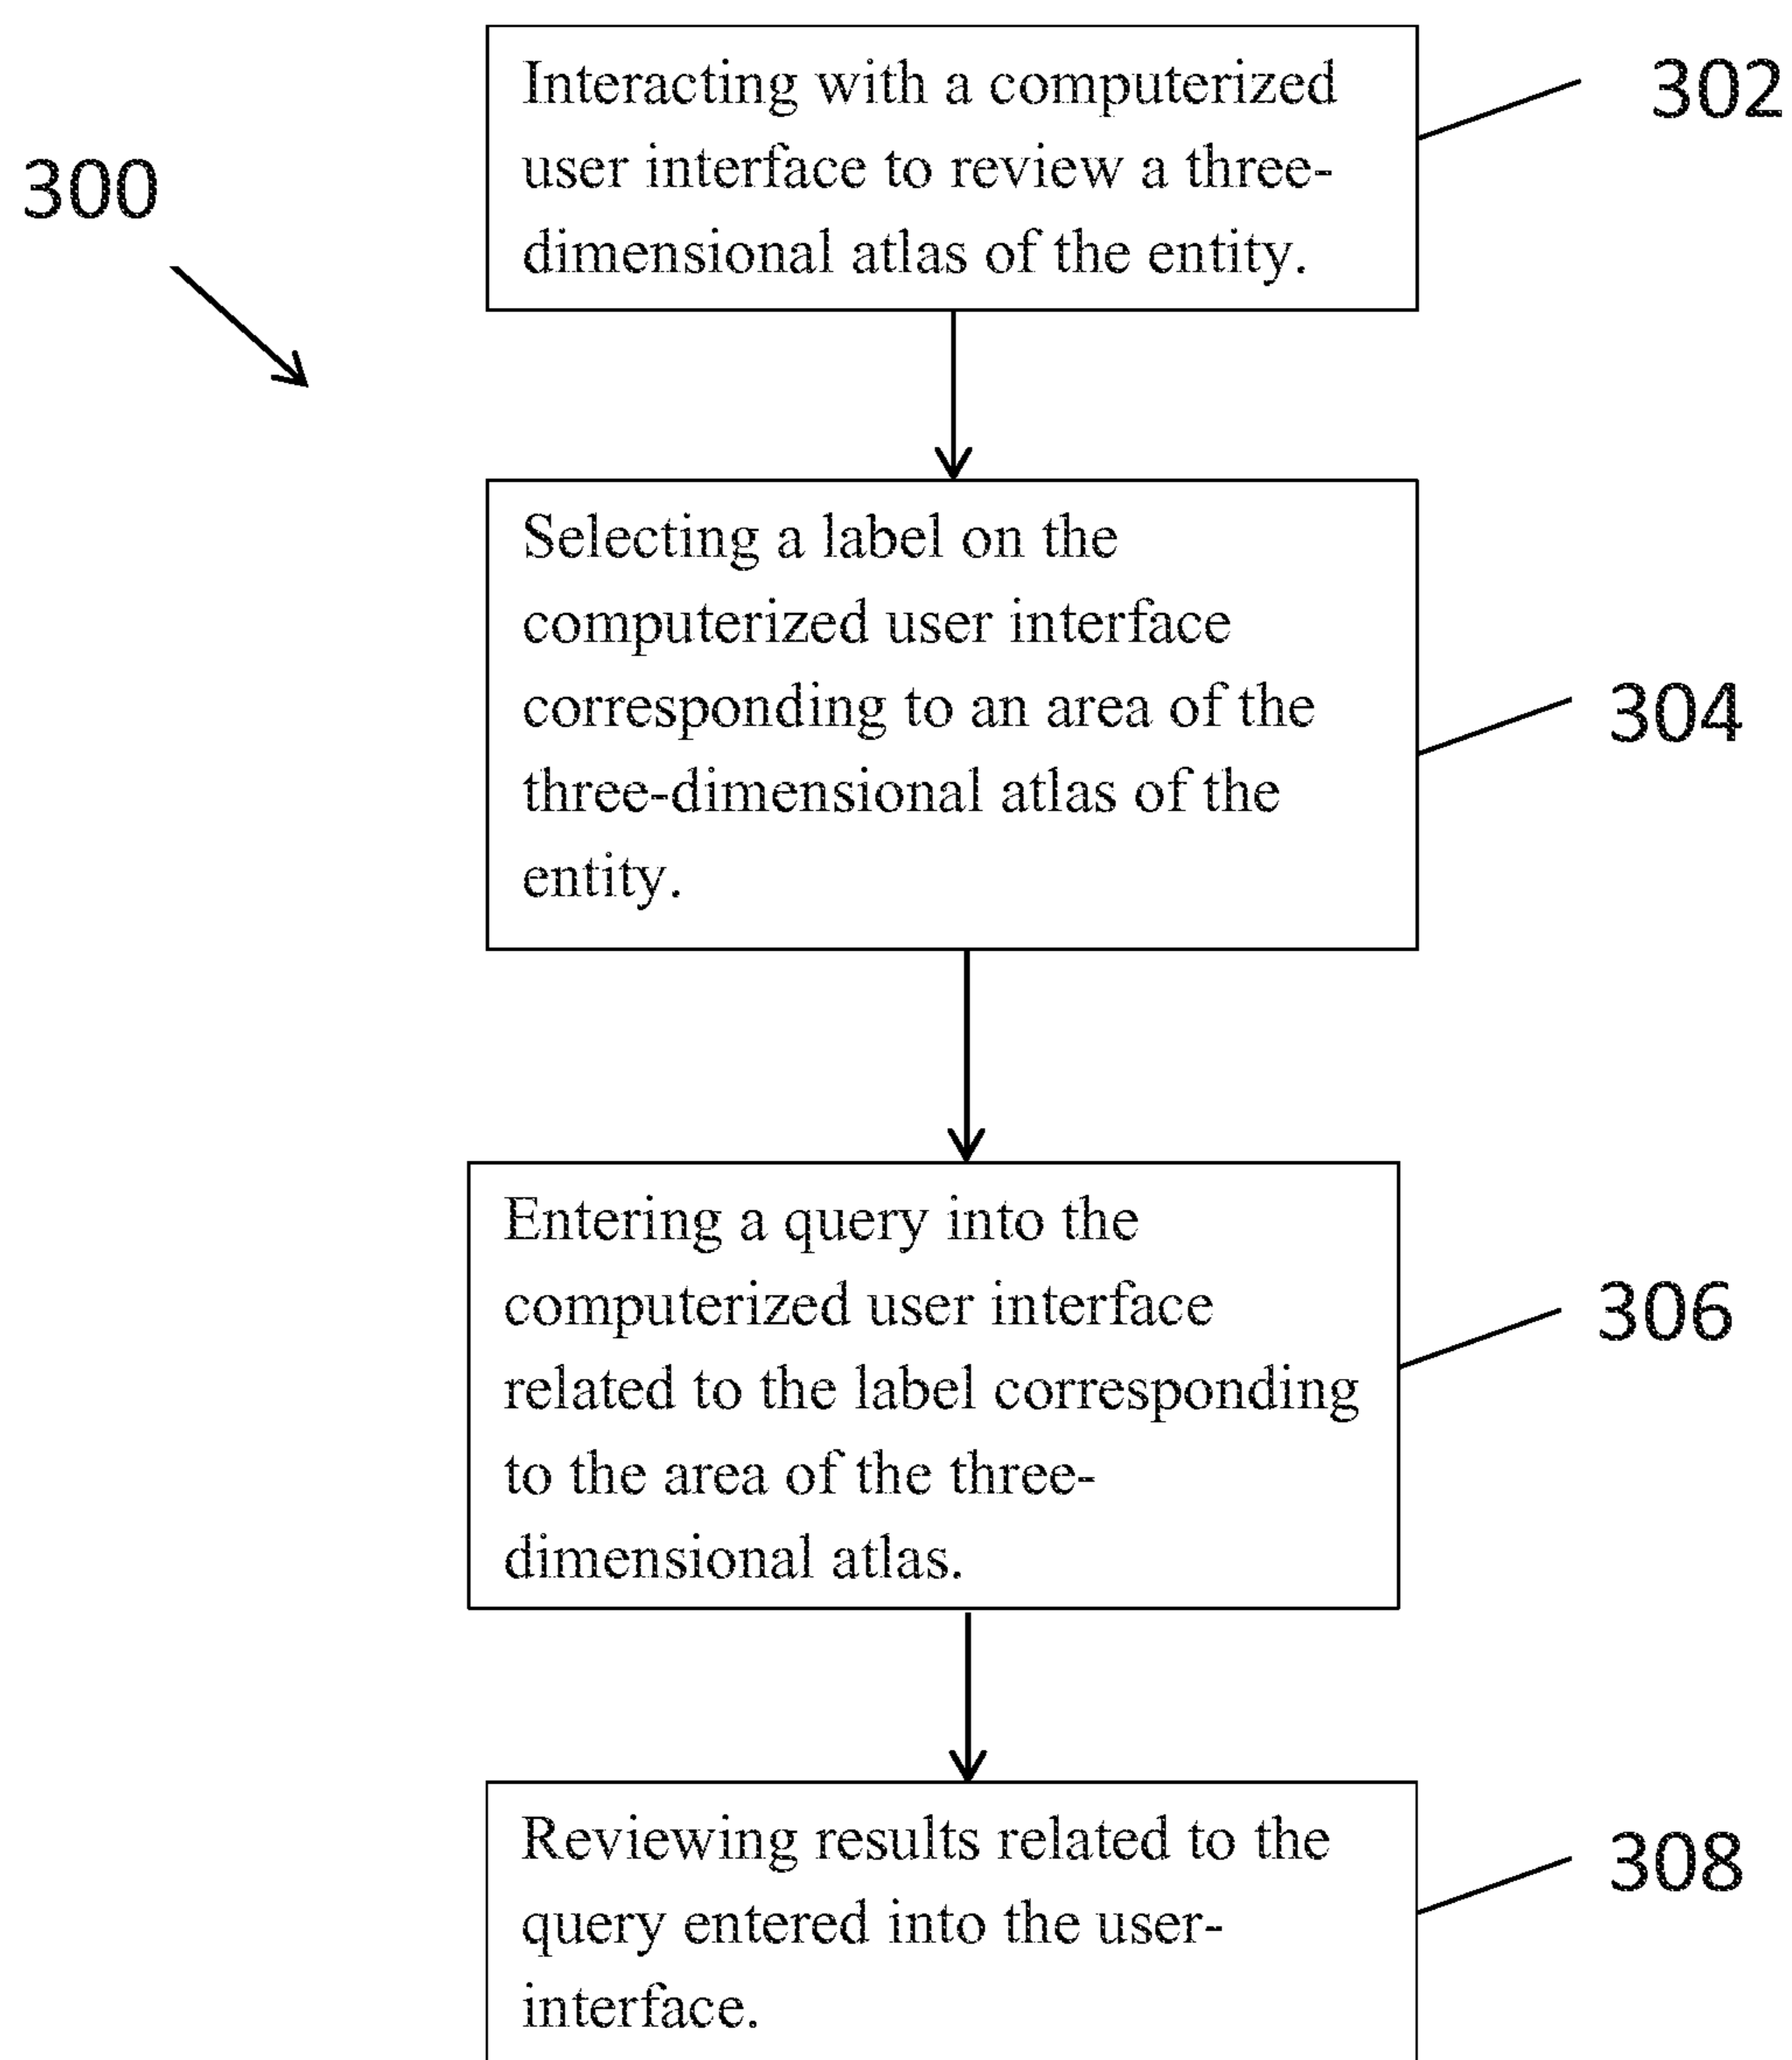 300
Interacting with a computerized
user interface to review a three-
dimensional atlas of the entity.
302
Selecting a label on the
computerized user interface
corresponding to an area of the
three-dimensional atlas of the
entity.
304
Entering a query into the
computerized user interface
related to the label corresponding
to the area of the three-
dimensional atlas.
306
Reviewing results related to the
query entered into the user-
interface.
308